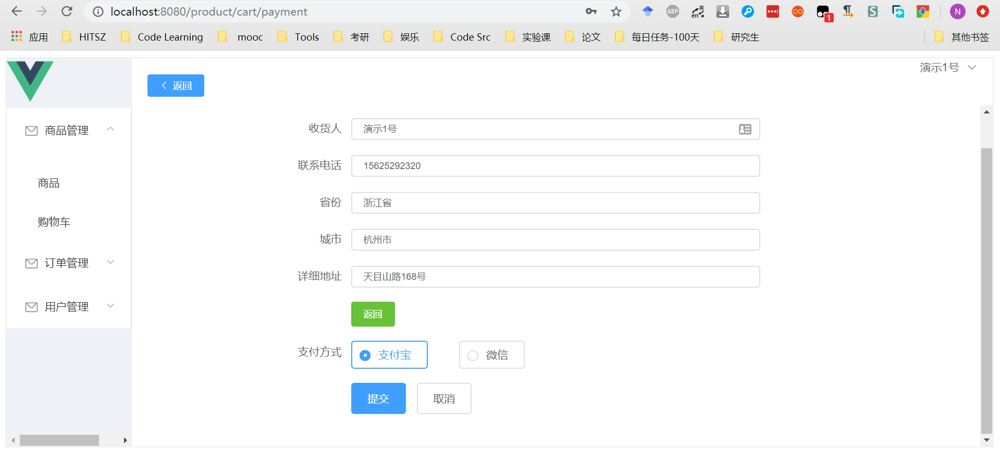 localhost:8080/product/cart/payment
ABP
英
en
1
N
应用 HITSZ Code Learning mooc Tools 考研 娱乐 Code Src 实验课 论文 每日任务-100天 研究生 其他书签
演示1号
返回
商品管理
商品
购物车
订单管理
用户管理
收货人 演示1号
联系电话 15625292320
省份 浙江省
城市 杭州市
详细地址 天目山路168号
返回
支付方式 支付宝 微信
提交 取消